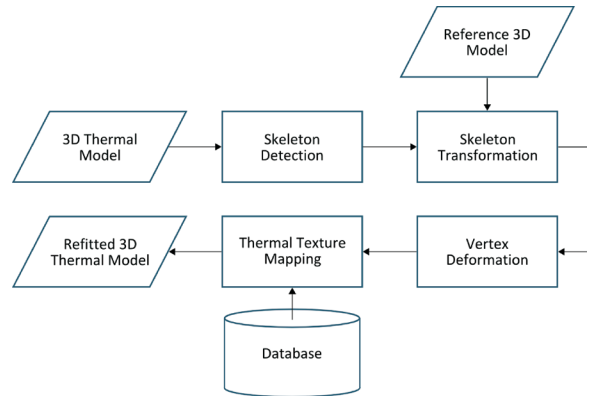 Reference 3D
Model
3D Thermal
Model
Skeleton
Detection
Skeleton
Transformation
Refitted 3D
Thermal Model
Thermal Texture
Mapping
Vertex
Deformation
Database